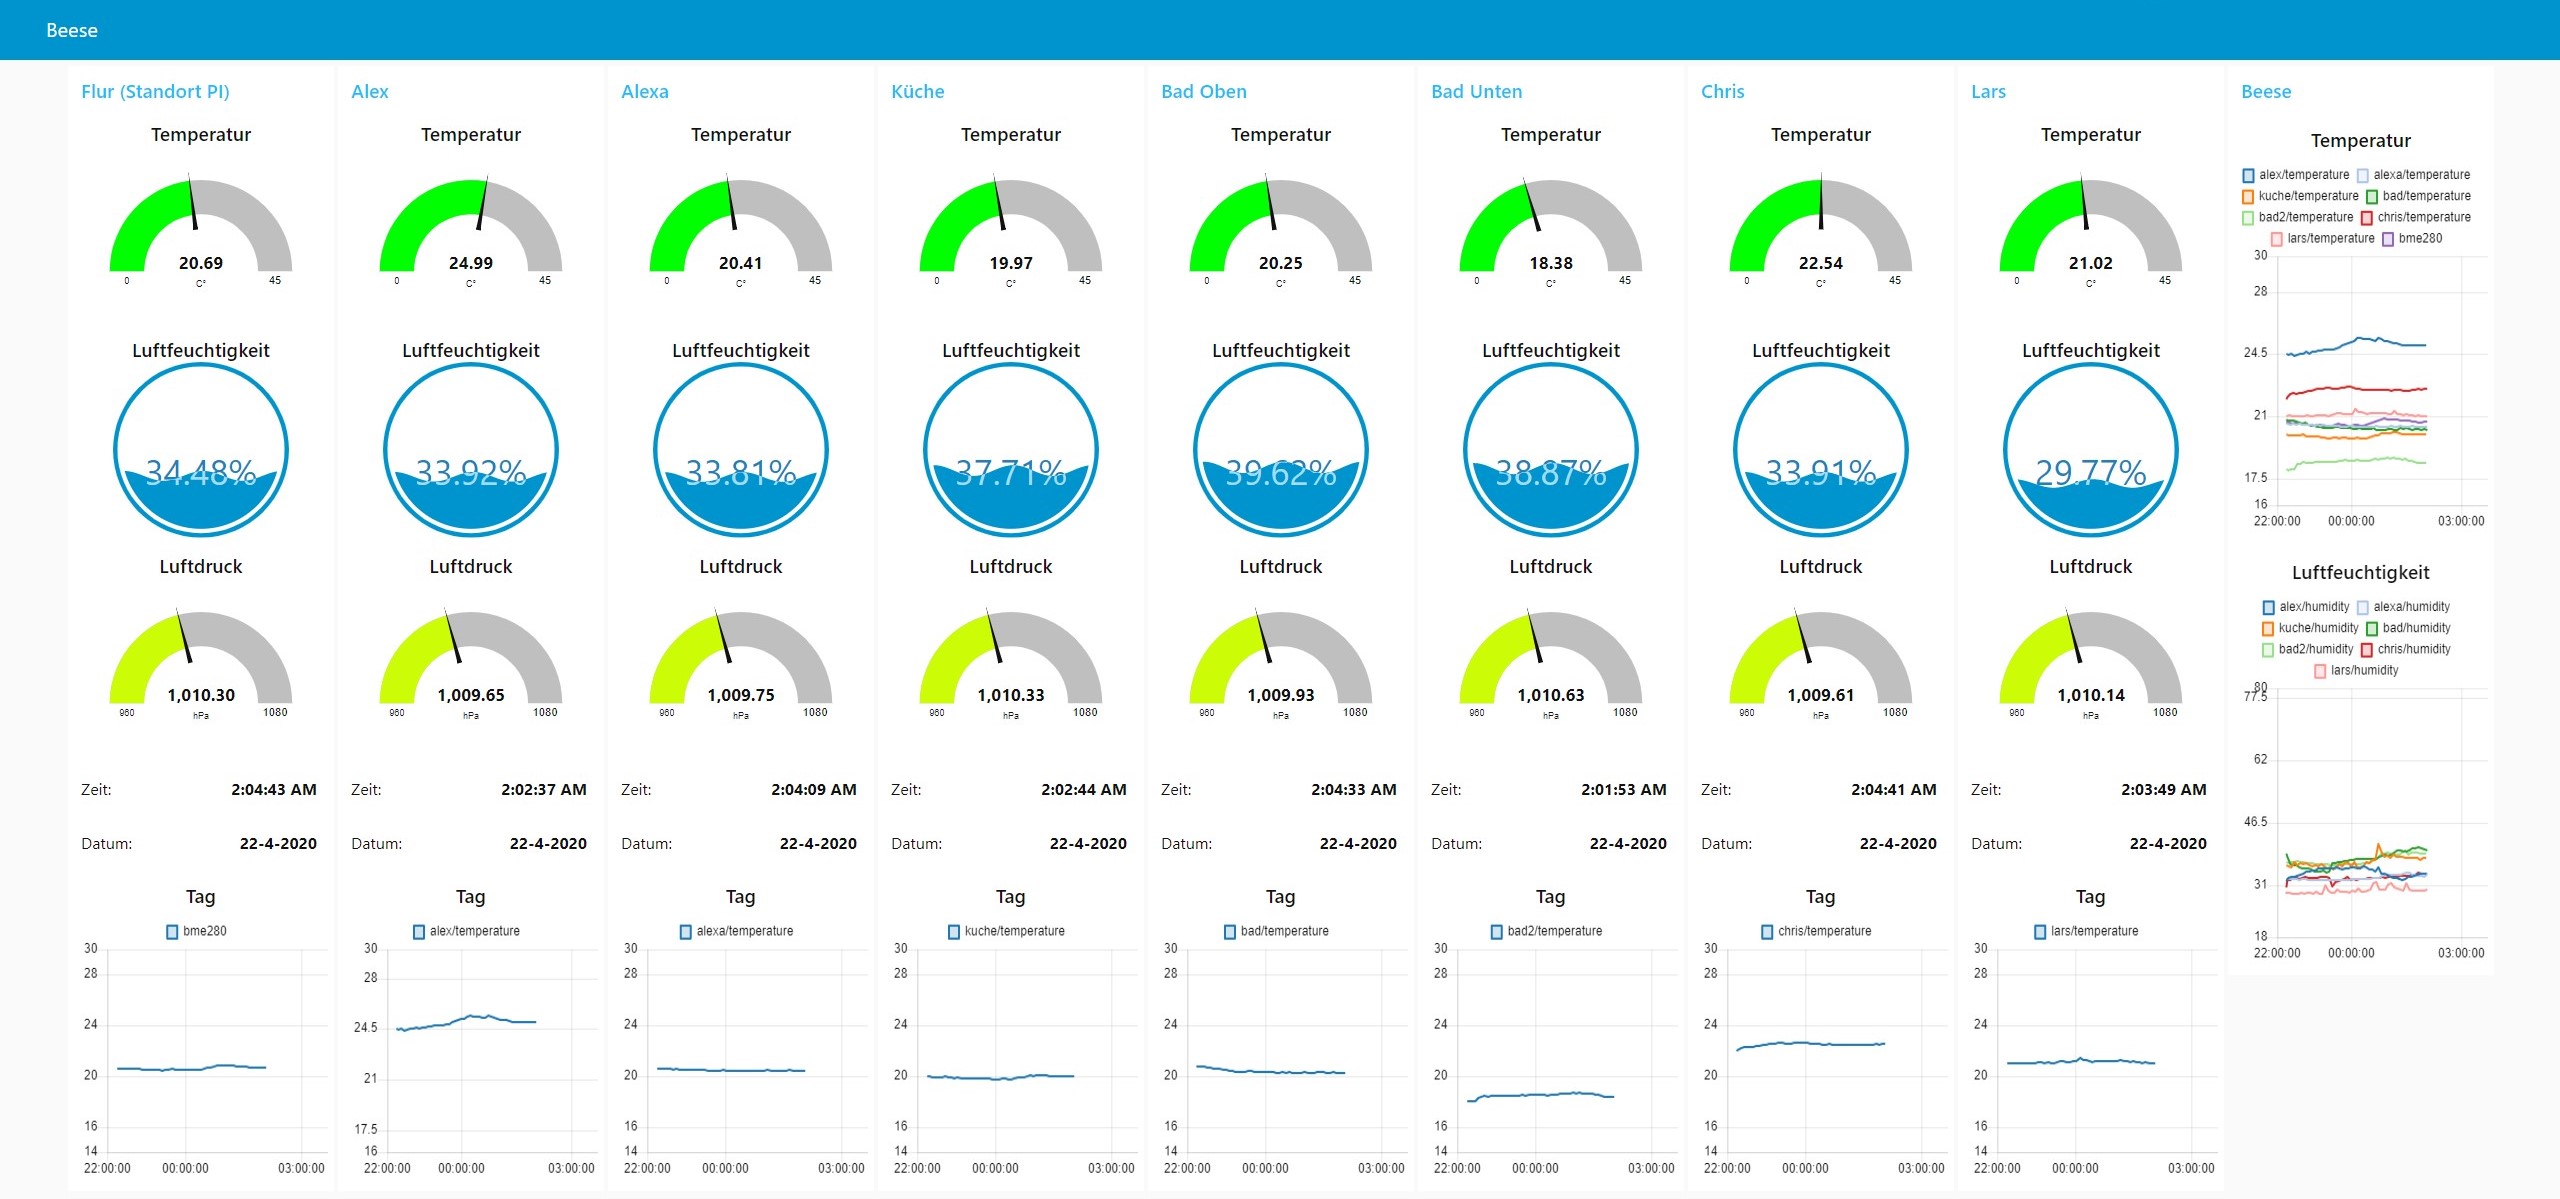 Beese
Flur (Standort PI)
Temperatur
20.69
0
C°
45
Luftfeuchtigkeit
34.48%
Luftdruck
1,010.30
960
hPa
1080
Zeit: 2:04:43 AM
Datum: 22-4-2020
Tag
bme280
30
28
24
20
16
14
22:00:00 00:00:00 03:00:00
Alex
Temperatur
24.99
0
C°
45
Luftfeuchtigkeit
33.92%
Luftdruck
1,009.65
960
hPa
1080
Zeit: 2:02:37 AM
Datum: 22-4-2020
Tag
alex/temperature
30
28
24.5
21
17.5
16
22:00:00 00:00:00 03:00:00
Alexa
Temperatur
20.41
0
C°
45
Luftfeuchtigkeit
33.81%
Luftdruck
1,009.75
960
hPa
1080
Zeit: 2:04:09 AM
Datum: 22-4-2020
Tag
alexa/temperature
30
28
24
20
16
14
22:00:00 00:00:00 03:00:00
Küche
Temperatur
19.97
0
C°
45
Luftfeuchtigkeit
37.71%
Luftdruck
1,010.33
960
hPa
1080
Zeit: 2:02:44 AM
Datum: 22-4-2020
Tag
kuche/temperature
30
28
24
20
16
14
22:00:00 00:00:00 03:00:00
Bad Oben
Temperatur
20.25
0
C°
45
Luftfeuchtigkeit
39.62%
Luftdruck
1,009.93
960
hPa
1080
Zeit: 2:04:33 AM
Datum: 22-4-2020
Tag
bad/temperature
30
28
24
20
16
14
22:00:00 00:00:00 03:00:00
Bad Unten
Temperatur
18.38
0
C°
45
Luftfeuchtigkeit
38.87%
Luftdruck
1,010.63
960
hPa
1080
Zeit: 2:01:53 AM
Datum: 22-4-2020
Tag
bad2/temperature
30
28
24
20
16
14
22:00:00 00:00:00 03:00:00
Chris
Temperatur
22.54
0
C°
45
Luftfeuchtigkeit
33.91%
Luftdruck
1,009.61
960
hPa
1080
Zeit: 2:04:41 AM
Datum: 22-4-2020
Tag
chris/temperature
30
28
24
20
16
14
22:00:00 00:00:00 03:00:00
Lars
Temperatur
21.02
0
C°
45
Luftfeuchtigkeit
29.77%
Luftdruck
1,010.14
960
hPa
1080
Zeit: 2:03:49 AM
Datum: 22-4-2020
Tag
lars/temperature
30
28
24
20
16
14
22:00:00 00:00:00 03:00:00
Beese
Temperatur
alex/temperature alexa/temperature
kuche/temperature bad/temperature
bad2/temperature chris/temperature
lars/temperature bme280
30
28
24.5
21
17.5
16
22:00:00 00:00:00 03:00:00
Luftfeuchtigkeit
alex/humidity alexa/humidity
kuche/humidity bad/humidity
bad2/humidity chris/humidity
lars/humidity
80
77.5
62
46.5
31
18
22:00:00 00:00:00 03:00:00